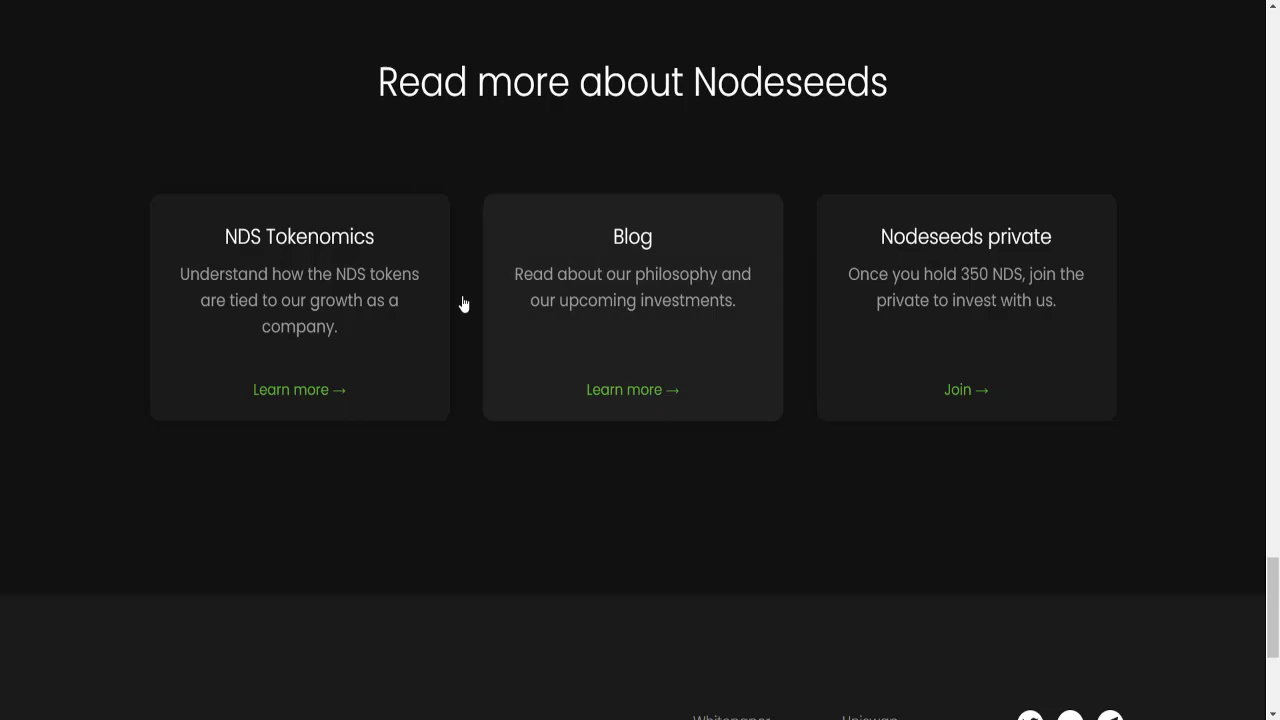 Read more about Nodeseeds
NDS Tokenomics
Understand how the NDS tokens
are tied to our growth as a
company.
Learn more →
Blog
Read about our philosophy and
our upcoming investments.
Learn more →
Nodeseeds private
Once you hold 350 NDS, join the
private to invest with us.
Join →
Whitepaper
Uniswap